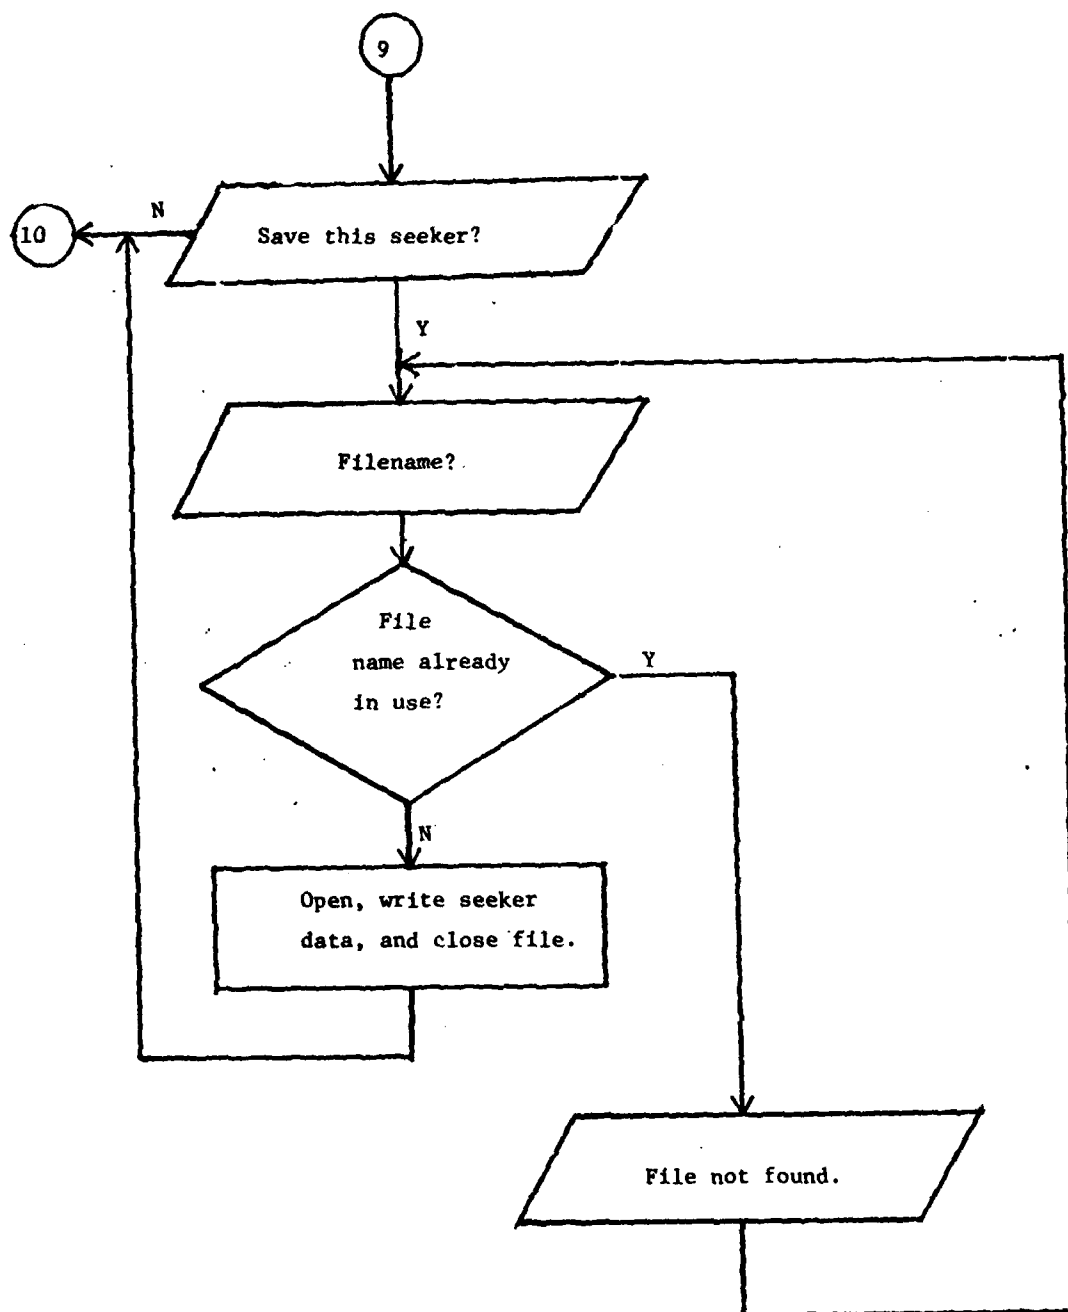 9
10
N
Save this seeker?
Y
Filename?
File
name already
in use?
Y
N
Open, write seeker
data, and close file.
File not found.